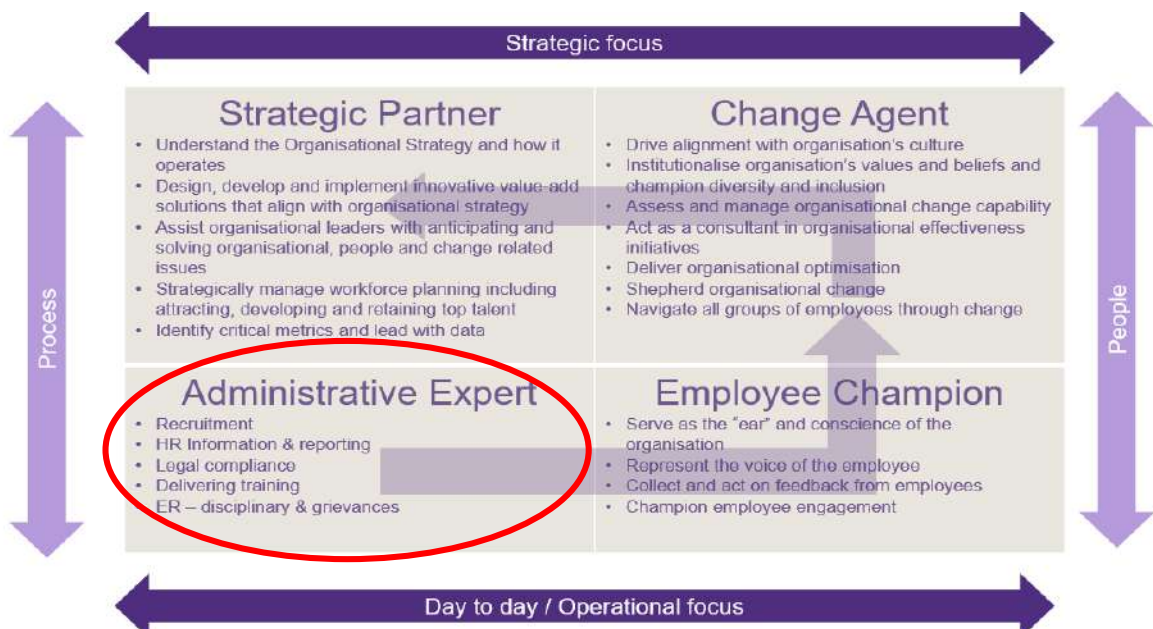 Strategic focus
Process
Strategic Partner
• Understand the Organisational Strategy and how it
operates
• Design, develop and implement innovative value-add
solutions that align with organisational strategy
• Assist organisational leaders with anticipating and
solving organisational, people and change related
issues
• Strategically manage workforce planning including
attracting, developing and retaining top talent
• Identify critical metrics and lead with data
Change Agent
• Drive alignment with organisation's culture
• Institutionalise organisation's values and beliefs and
champion diversity and inclusion
• Assess and manage organisational change capability
• Act as a consultant in organisational effectiveness
initiatives
• Deliver organisational optimisation
• Shepherd organisational change
• Navigate all groups of employees through change
People
Administrative Expert
• Recruitment
• HR Information & reporting
• Legal compliance
• Delivering training
• ER – disciplinary & grievances
Employee Champion
• Serve as the "ear" and conscience of the
organisation
• Represent the voice of the employee
• Collect and act on feedback from employees
• Champion employee engagement
Day to day / Operational focus